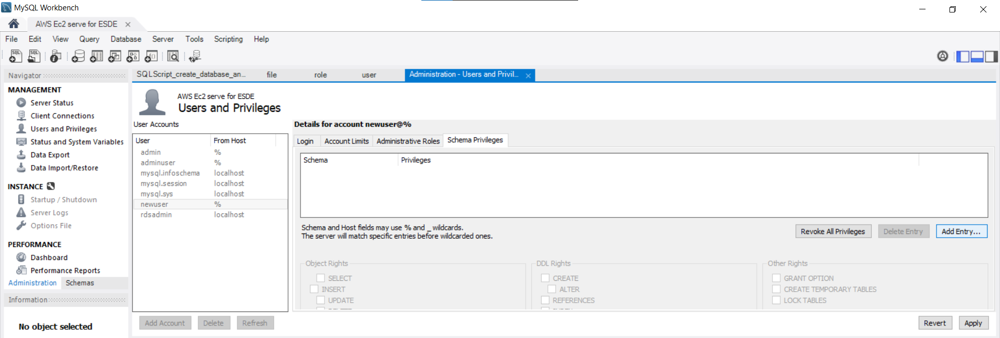 MySQL Workbench
AWS Ec2 serve for ESDE
File Edit View Query Database Server Tools Scripting Help
Navigator
MANAGEMENT
Server Status
Client Connections
Users and Privileges
Status and System Variables
Data Export
Data Import/Restore
INSTANCE
Startup / Shutdown
Server Logs
Options File
PERFORMANCE
Dashboard
Performance Reports
Administration Schemas
Information
No object selected
SQLScript_create_database_an... file role user Administration - Users and Privil...
AWS Ec2 serve for ESDE
Users and Privileges
User Accounts
User From Host
admin %
adminuser %
mysql.infoschema localhost
mysql.session localhost
mysql.sys localhost
newuser %
rdsadmin localhost
Add Account Delete Refresh
Details for account newuser@%
Login Account Limits Administrative Roles Schema Privileges
Schema Privileges
Schema and Host fields may use % and _ wildcards.
The server will match specific entries before wildcarded ones.
Revoke All Privileges Delete Entry Add Entry...
Object Rights
SELECT
INSERT
UPDATE
DDL Rights
CREATE
ALTER
REFERENCES
Other Rights
GRANT OPTION
CREATE TEMPORARY TABLES
LOCK TABLES
Revert Apply